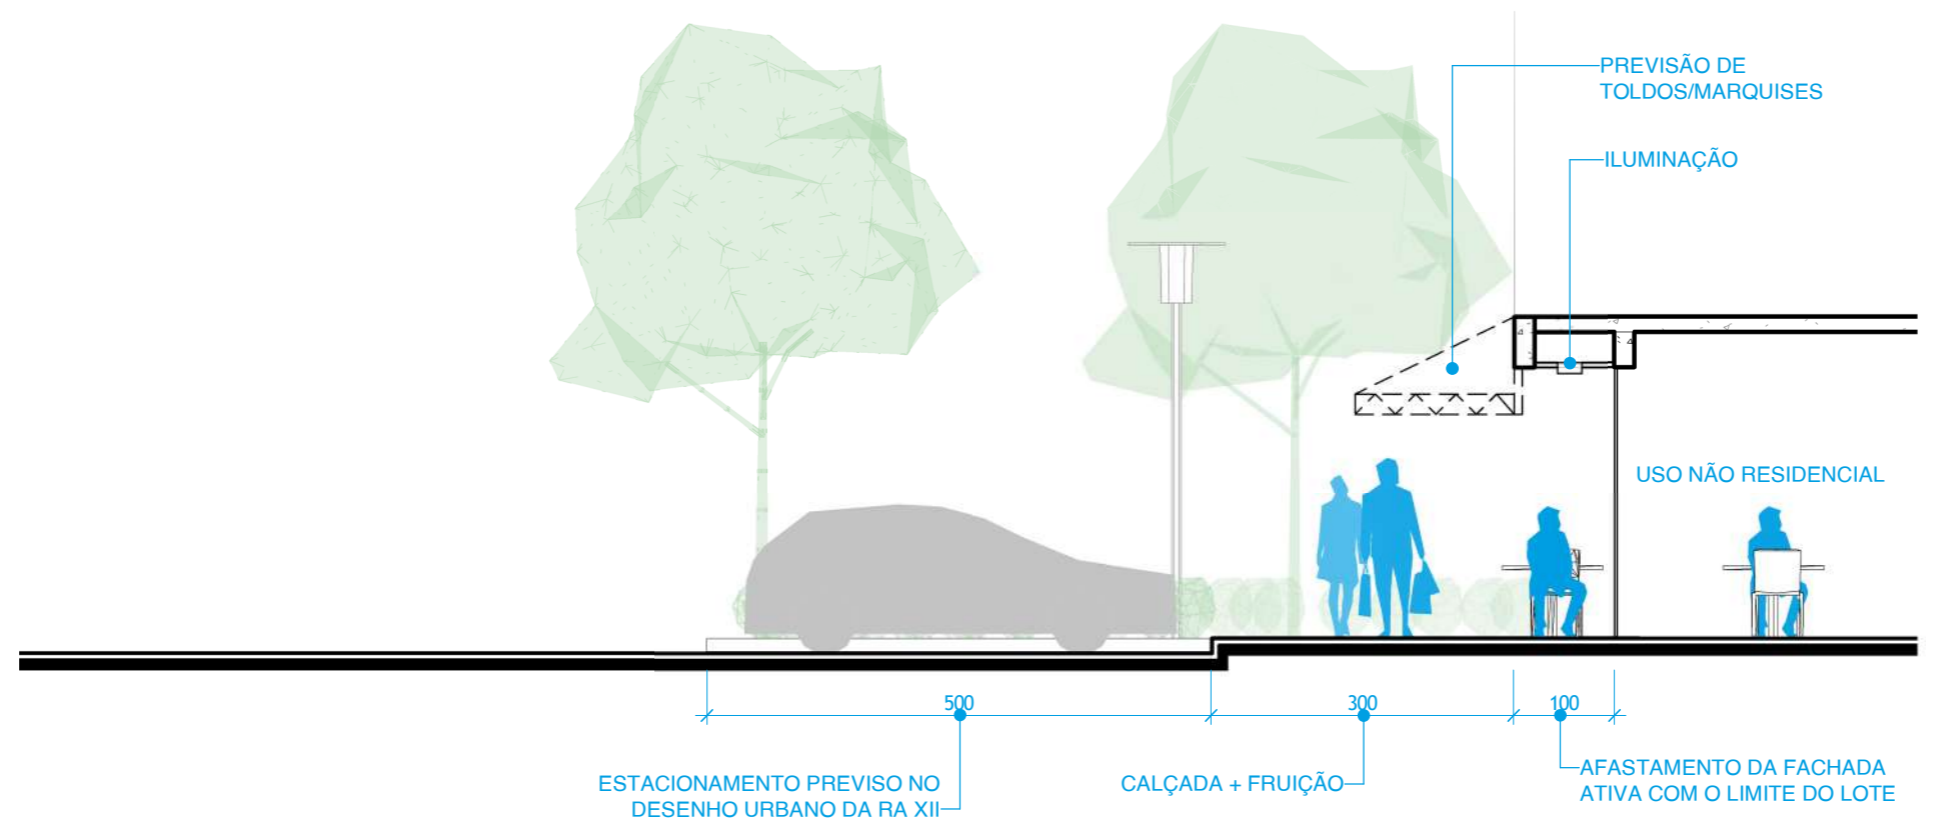 PREVISÃO DE
TOLDOS/MARQUISES
ILUMINAÇÃO
USO NÃO RESIDENCIAL
500
300
100
ESTACIONAMENTO PREVISO NO
DESENHO URBANO DA RA XII
CALÇADA + FRUIÇÃO
AFASTAMENTO DA FACHADA
ATIVA COM O LIMITE DO LOTE